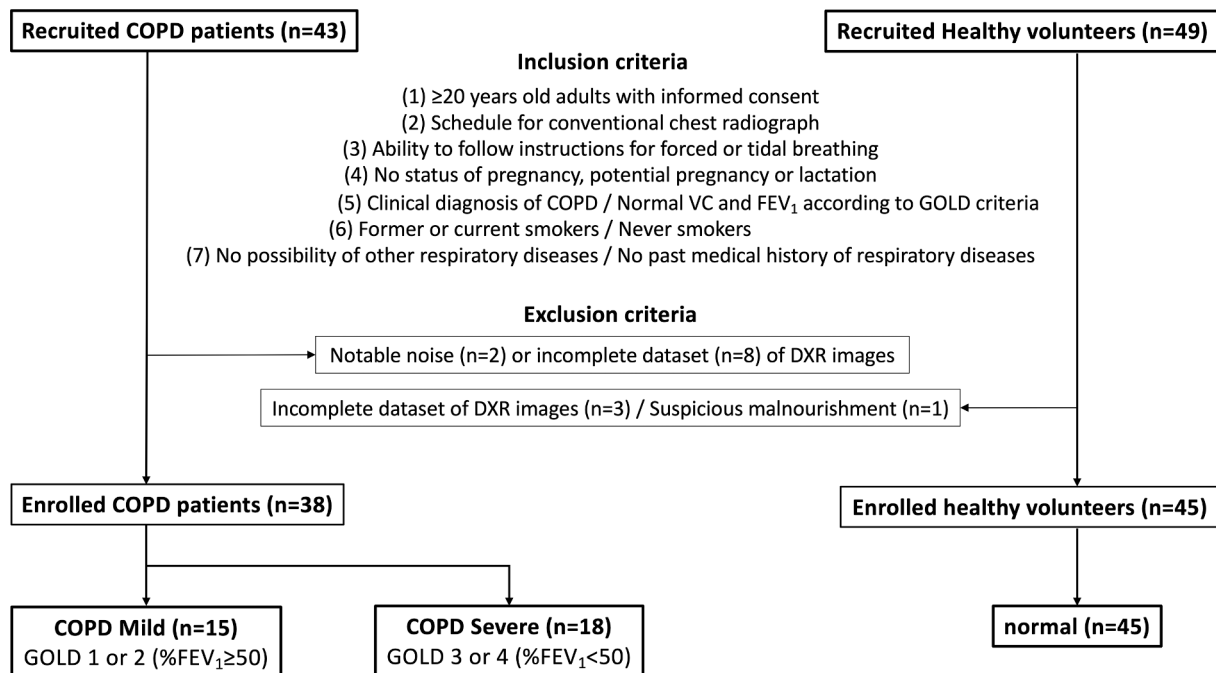 Recruited COPD patients (n=43)
Recruited Healthy volunteers (n=49)
Inclusion criteria
(1) ≥20 years old adults with informed consent
(2) Schedule for conventional chest radiograph
(3) Ability to follow instructions for forced or tidal breathing
(4) No status of pregnancy, potential pregnancy or lactation
(5) Clinical diagnosis of COPD / Normal VC and FEV₁ according to GOLD criteria
(6) Former or current smokers / Never smokers
(7) No possibility of other respiratory diseases / No past medical history of respiratory diseases
Exclusion criteria
Notable noise (n=2) or incomplete dataset (n=8) of DXR images
Incomplete dataset of DXR images (n=3) / Suspicious malnourishment (n=1)
Enrolled COPD patients (n=38)
Enrolled healthy volunteers (n=45)
COPD Mild (n=15)
GOLD 1 or 2 (%FEV₁≥50)
COPD Severe (n=18)
GOLD 3 or 4 (%FEV₁<50)
normal (n=45)